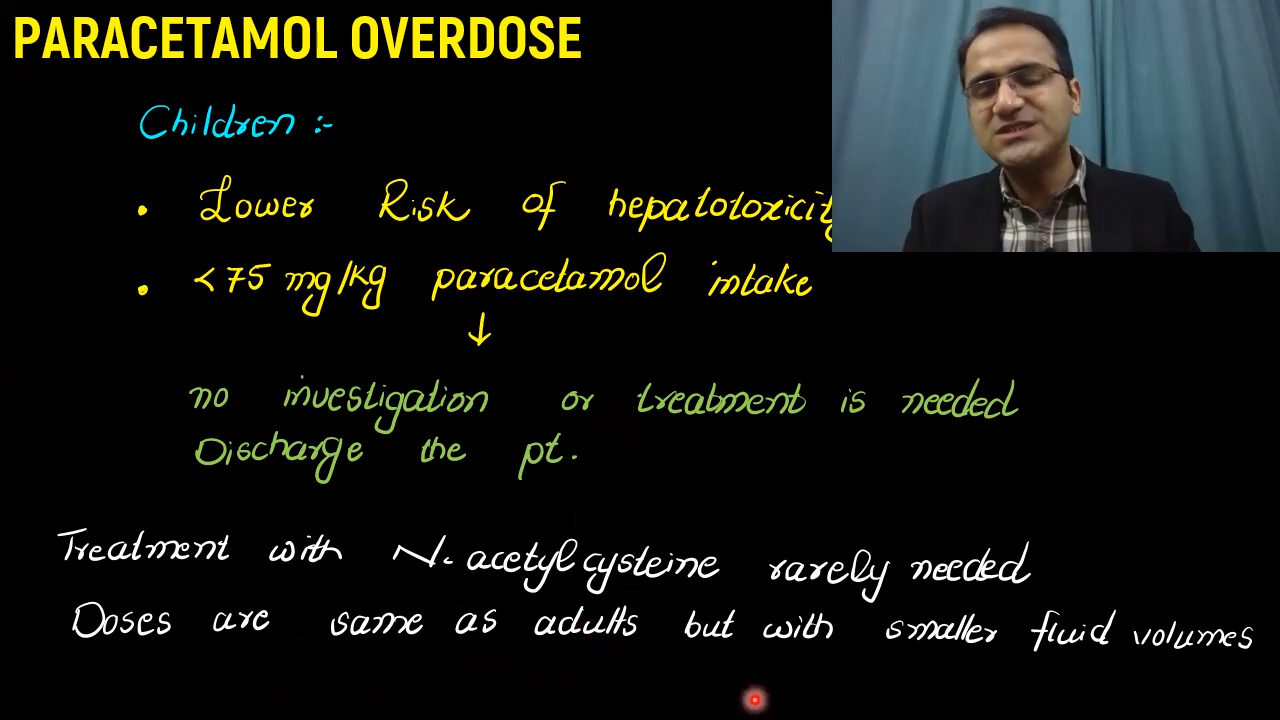 PARACETAMOL OVERDOSE
Children :-
• Lower Risk of hepatotoxicity
• <75 mg/kg paracetamol intake
↓
no investigation or treatment is needed
Discharge the pt.
Treatment with N-acetylcysteine rarely needed
Doses are same as adults but with smaller fluid volumes